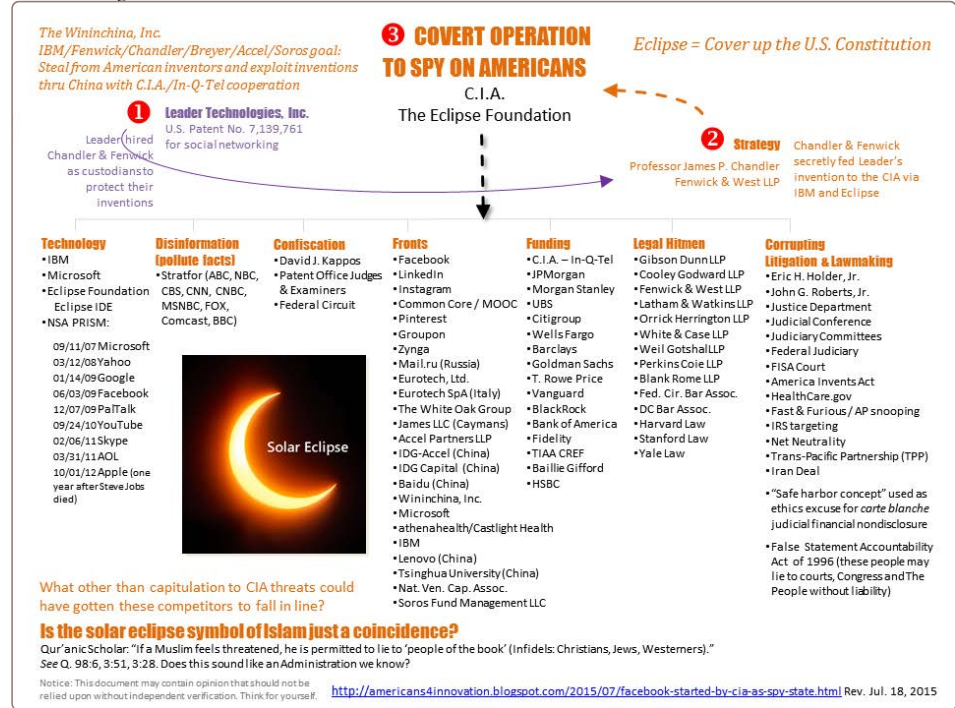 The Wininchina, Inc.
IBM/Fenwick/Chandler/Breyer/Accel/Soros goal:
Steal from American inventors and exploit inventions
thru China with C.I.A./In-Q-Tel cooperation
3 COVERT OPERATION
TO SPY ON AMERICANS
C.I.A.
The Eclipse Foundation
Eclipse = Cover up the U.S. Constitution
1 Leader Technologies, Inc.
U.S. Patent No. 7,139,761
for social networking
Leader hired
Chandler & Fenwick
as custodians to
protect their
inventions
2 Strategy
Professor James P. Chandler
Fenwick & West LLP
Chandler & Fenwick
secretly fed Leader's
invention to the CIA via
IBM and Eclipse
Technology
•IBM
•Microsoft
•Eclipse Foundation
Eclipse IDE
•NSA PRISM:
09/11/07 Microsoft
03/12/08 Yahoo
01/14/09 Google
06/03/09 Facebook
12/07/09 PalTalk
09/24/10 YouTube
02/06/11 Skype
03/31/11 AOL
10/01/12 Apple (one
year after Steve Jobs
died)
Disinformation
(pollute facts)
•Stratfor (ABC, NBC,
CBS, CNN, CNBC,
MSNBC, FOX,
Comcast, BBC)
Confiscation
•David J. Kappos
•Patent Office Judges
& Examiners
•Federal Circuit
Solar Eclipse
Fronts
•Facebook
•LinkedIn
•Instagram
•Common Core / MOOC
•Pinterest
•Groupon
•Zynga
•Mail.ru (Russia)
•Eurotech, Ltd.
•Eurotech SpA (Italy)
•The White Oak Group
•James LLC (Caymans)
•Accel Partners LLP
•IDG-Accel (China)
•IDG Capital (China)
•Baidu (China)
•Wininchina, Inc.
•Microsoft
•athenahealth/Castlight Health
•IBM
•Lenovo (China)
•Tsinghua University (China)
•Nat. Ven. Cap. Assoc.
•Soros Fund Management LLC
Funding
•C.I.A. – In-Q-Tel
•JPMorgan
•Morgan Stanley
•UBS
•Citigroup
•Wells Fargo
•Barclays
•Goldman Sachs
•T. Rowe Price
•Vanguard
•BlackRock
•Bank of America
•Fidelity
•TIAA CREF
•Baillie Gifford
•HSBC
Legal Hitmen
•Gibson Dunn LLP
•Cooley Godward LLP
•Fenwick & West LLP
•Latham & Watkins LLP
•Orrick Herrington LLP
•White & Case LLP
•Weil Gotshal LLP
•Perkins Coie LLP
•Blank Rome LLP
•Fed. Cir. Bar Assoc.
•DC Bar Assoc.
•Harvard Law
•Stanford Law
•Yale Law
Corrupting
Litigation & Lawmaking
•Eric H. Holder, Jr.
•John G. Roberts, Jr.
•Justice Department
•Judicial Conference
•Judiciary Committees
•Federal Judiciary
•FISA Court
•America Invents Act
•HealthCare.gov
•Fast & Furious / AP snooping
•IRS targeting
•Net Neutrality
•Trans-Pacific Partnership (TPP)
•Iran Deal
•"Safe harbor concept" used as
ethics excuse for carte blanche
judicial financial nondisclosure
•False Statement Accountability
Act of 1996 (these people may
lie to courts, Congress and The
People without liability)
What other than capitulation to CIA threats could
have gotten these competitors to fall in line?
Is the solar eclipse symbol of Islam just a coincidence?
Qur'anic Scholar: "If a Muslim feels threatened, he is permitted to lie to 'people of the book' (Infidels: Christians, Jews, Westerners)."
See Q. 98:6, 3:51, 3:28. Does this sound like an Administration we know?
Notice: This document may contain opinion that should not be
relied upon without independent verification. Think for yourself.
http://americans4innovation.blogspot.com/2015/07/facebook-started-by-cia-as-spy-state.html Rev. Jul. 18, 2015